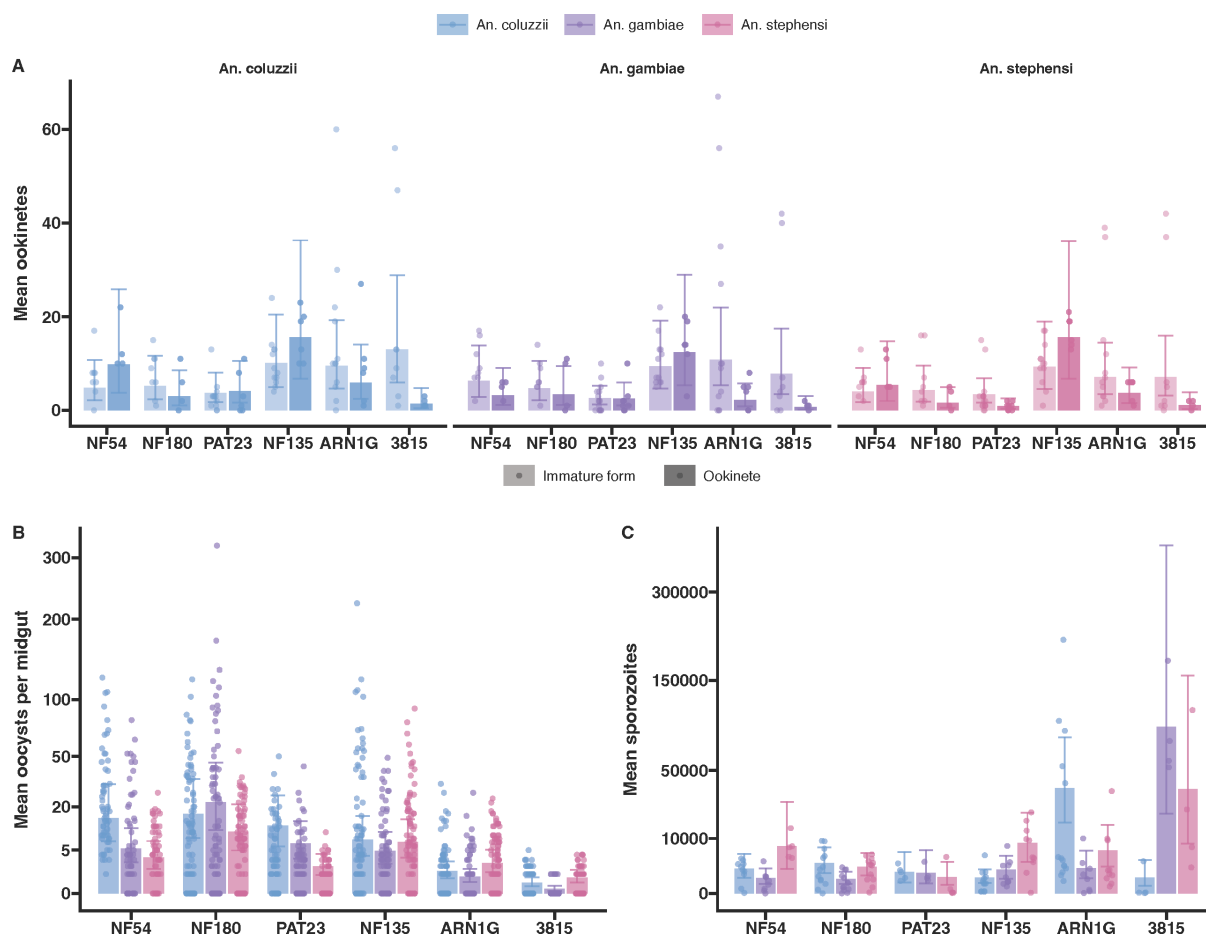 An. coluzzii An. gambiae An. stephensi
A
An. coluzzii An. gambiae An. stephensi
Mean ookinetes
60
40
20
0
NF54 NF180 PAT23 NF135 ARN1G 3815 NF54 NF180 PAT23 NF135 ARN1G 3815 NF54 NF180 PAT23 NF135 ARN1G 3815
Immature form Ookinete
B
Mean oocysts per midgut
300
200
100
50
20
5
0
NF54 NF180 PAT23 NF135 ARN1G 3815
C
Mean sporozoites
300000
150000
50000
10000
0
NF54 NF180 PAT23 NF135 ARN1G 3815